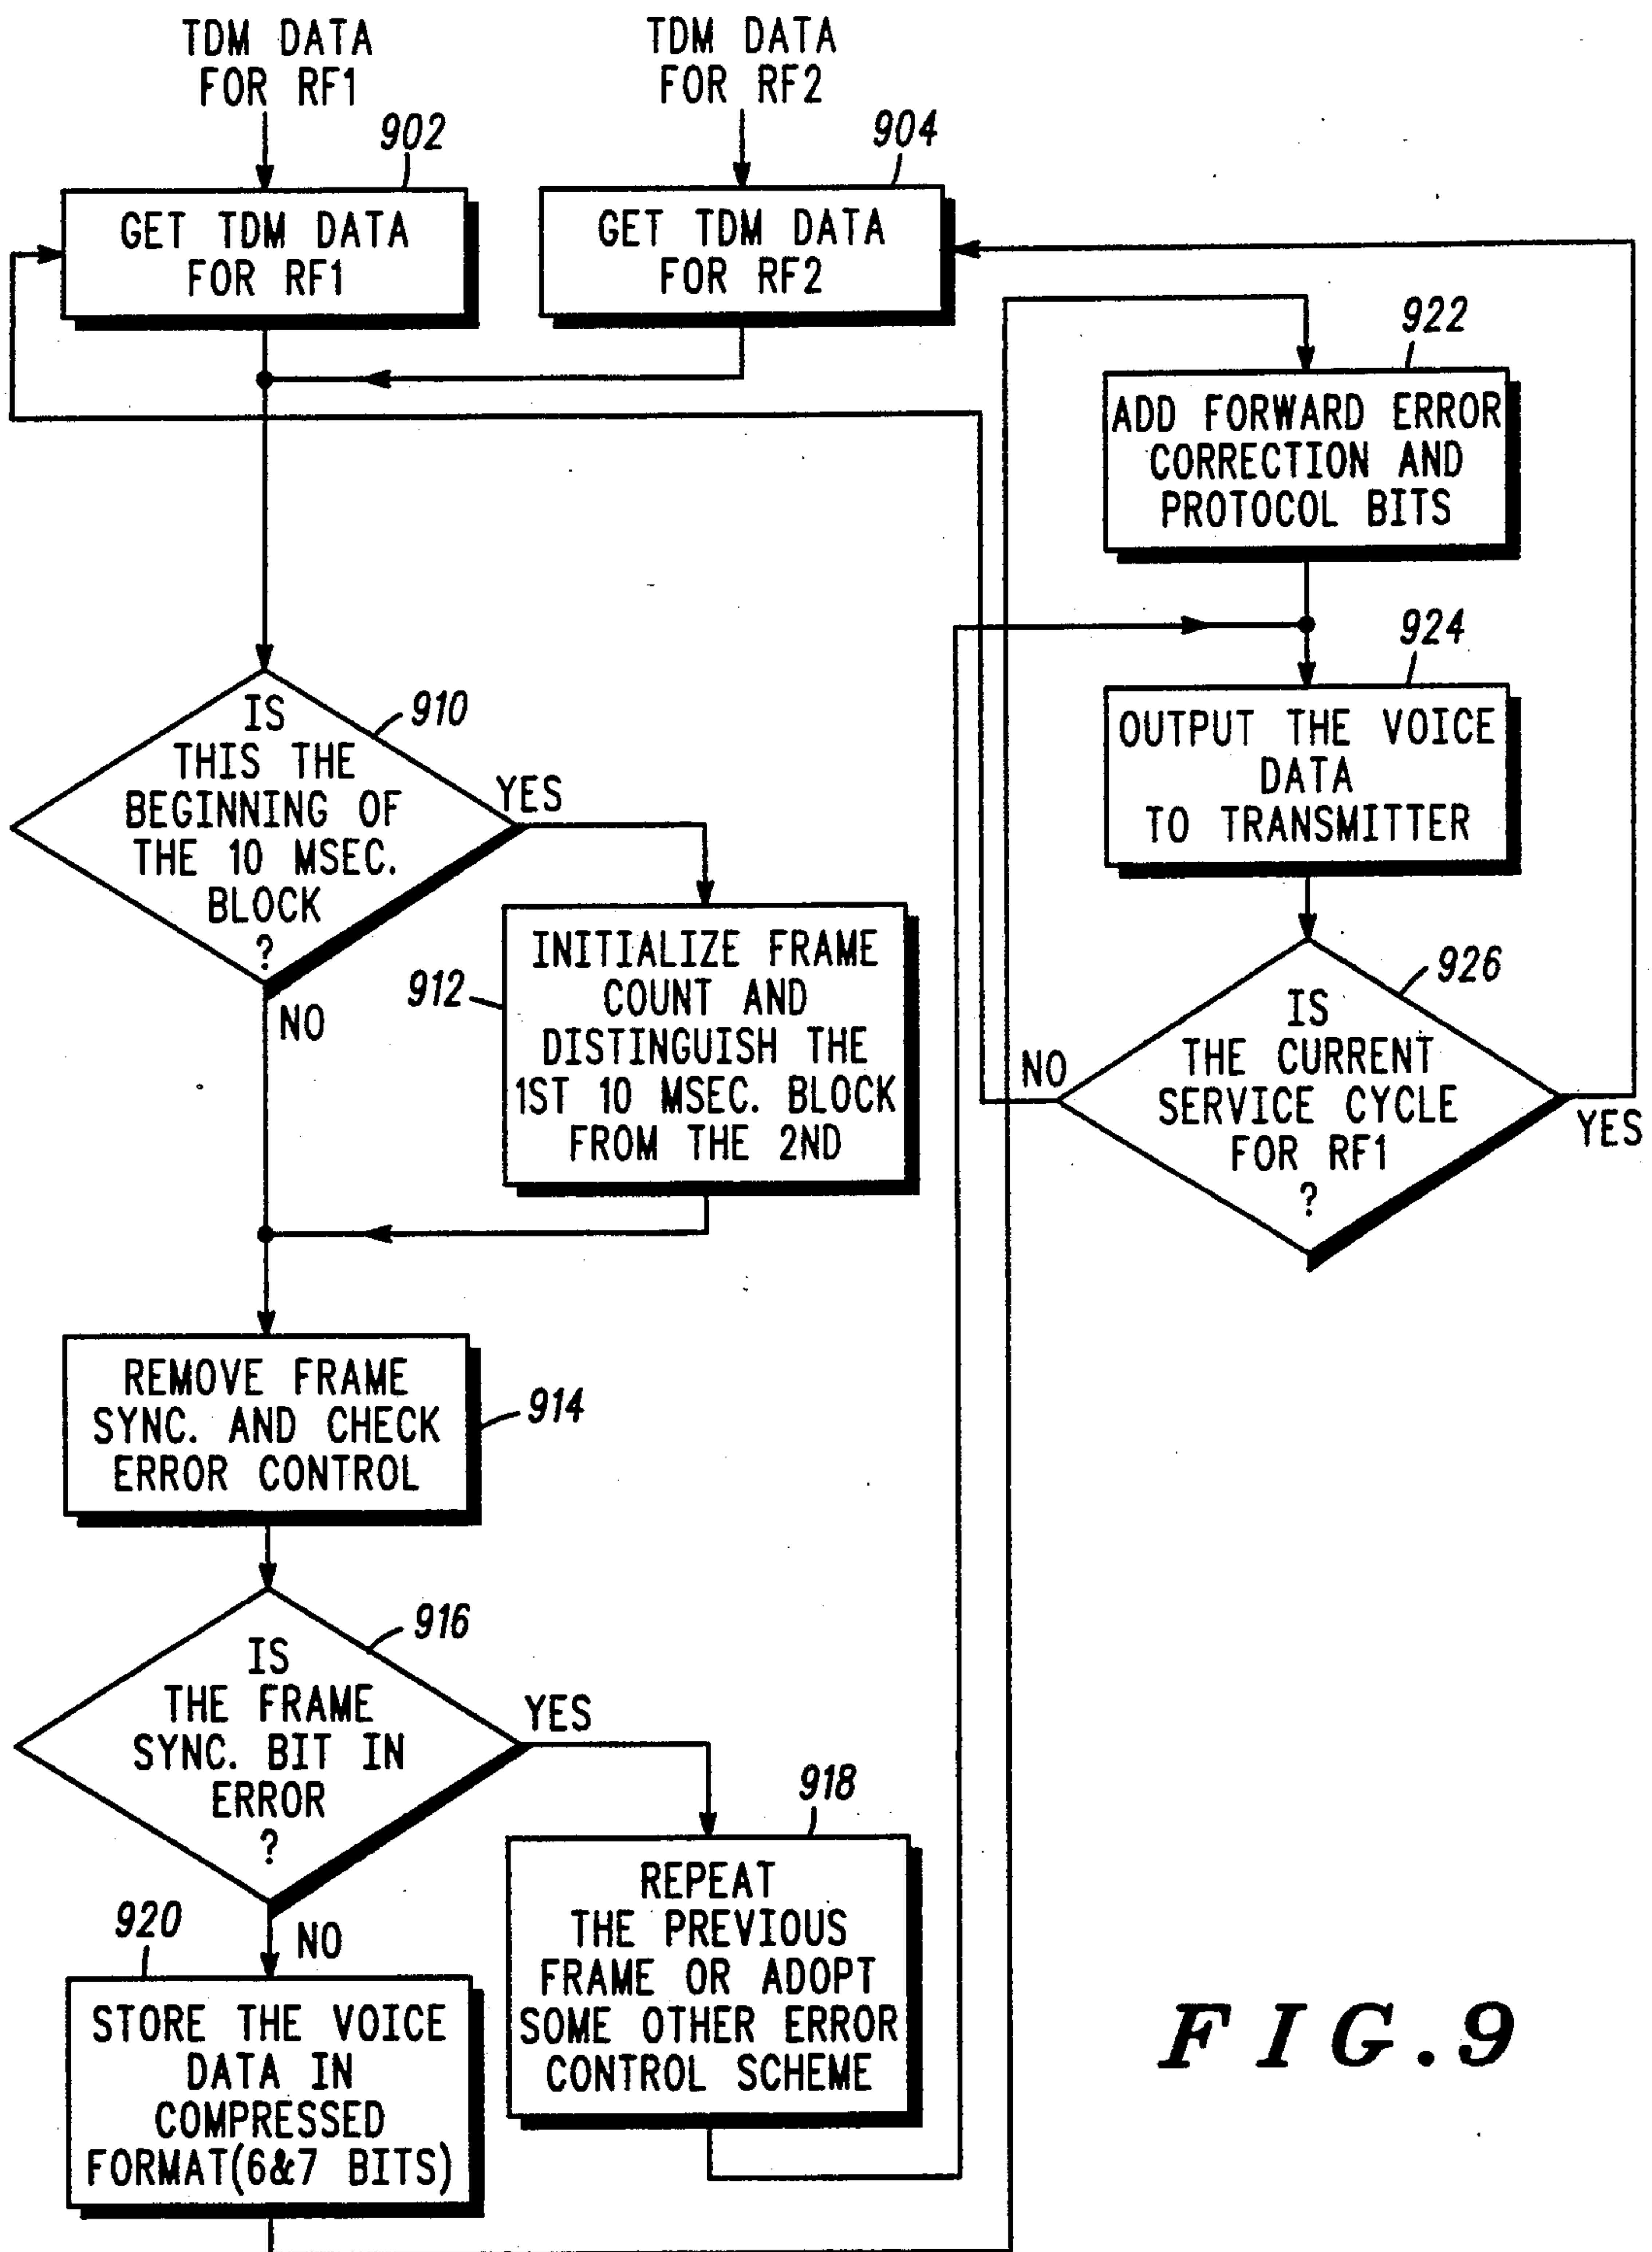 TDM DATA
FOR RF1
TDM DATA
FOR RF2
902
904
GET TDM DATA
FOR RF1
GET TDM DATA
FOR RF2
922
ADD FORWARD ERROR
CORRECTION AND
PROTOCOL BITS
924
OUTPUT THE VOICE
DATA
TO TRANSMITTER
910
IS
THIS THE
BEGINNING OF
THE 10 MSEC.
BLOCK
?
YES
NO
912
INITIALIZE FRAME
COUNT AND
DISTINGUISH THE
1ST 10 MSEC. BLOCK
FROM THE 2ND
926
IS
THE CURRENT
SERVICE CYCLE
FOR RF1
?
NO
YES
REMOVE FRAME
SYNC. AND CHECK
ERROR CONTROL
914
916
IS
THE FRAME
SYNC. BIT IN
ERROR
?
YES
NO
918
REPEAT
THE PREVIOUS
FRAME OR ADOPT
SOME OTHER ERROR
CONTROL SCHEME
920
STORE THE VOICE
DATA IN
COMPRESSED
FORMAT(6&7 BITS)
FIG.9